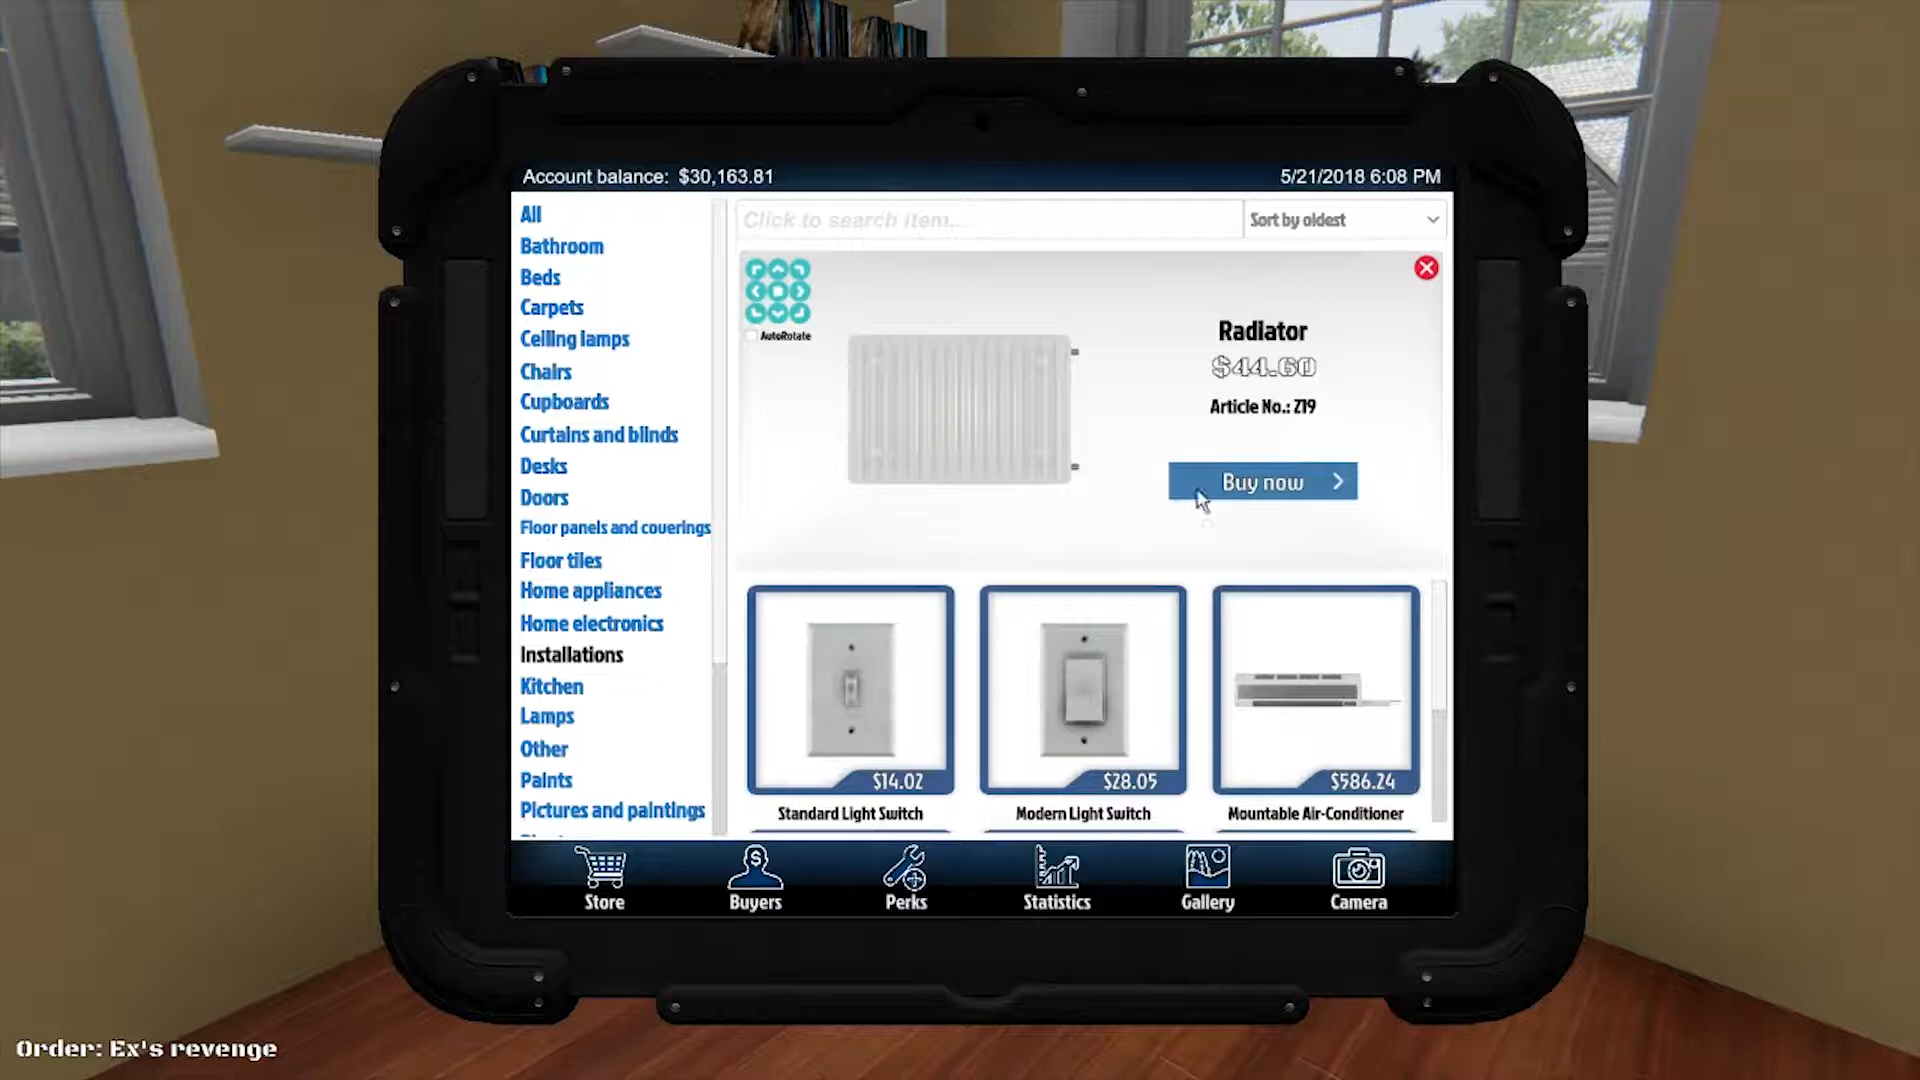 Account balance: $30,163.81
5/21/2018 6:08 PM
All
Bathroom
Beds
Carpets
Ceiling lamps
Chairs
Cupboards
Curtains and blinds
Desks
Doors
Floor panels and coverings
Floor tiles
Home appliances
Home electronics
Installations
Kitchen
Lamps
Other
Paints
Pictures and paintings
Click to search item...
Sort by oldest
AutoRotate
Radiator
$44.60
Article No.: Z19
Buy now
$14.02
Standard Light Switch
$28.05
Modern Light Switch
$586.24
Mountable Air-Conditioner
Store
Buyers
Perks
Statistics
Gallery
Camera
Order: Ex's revenge